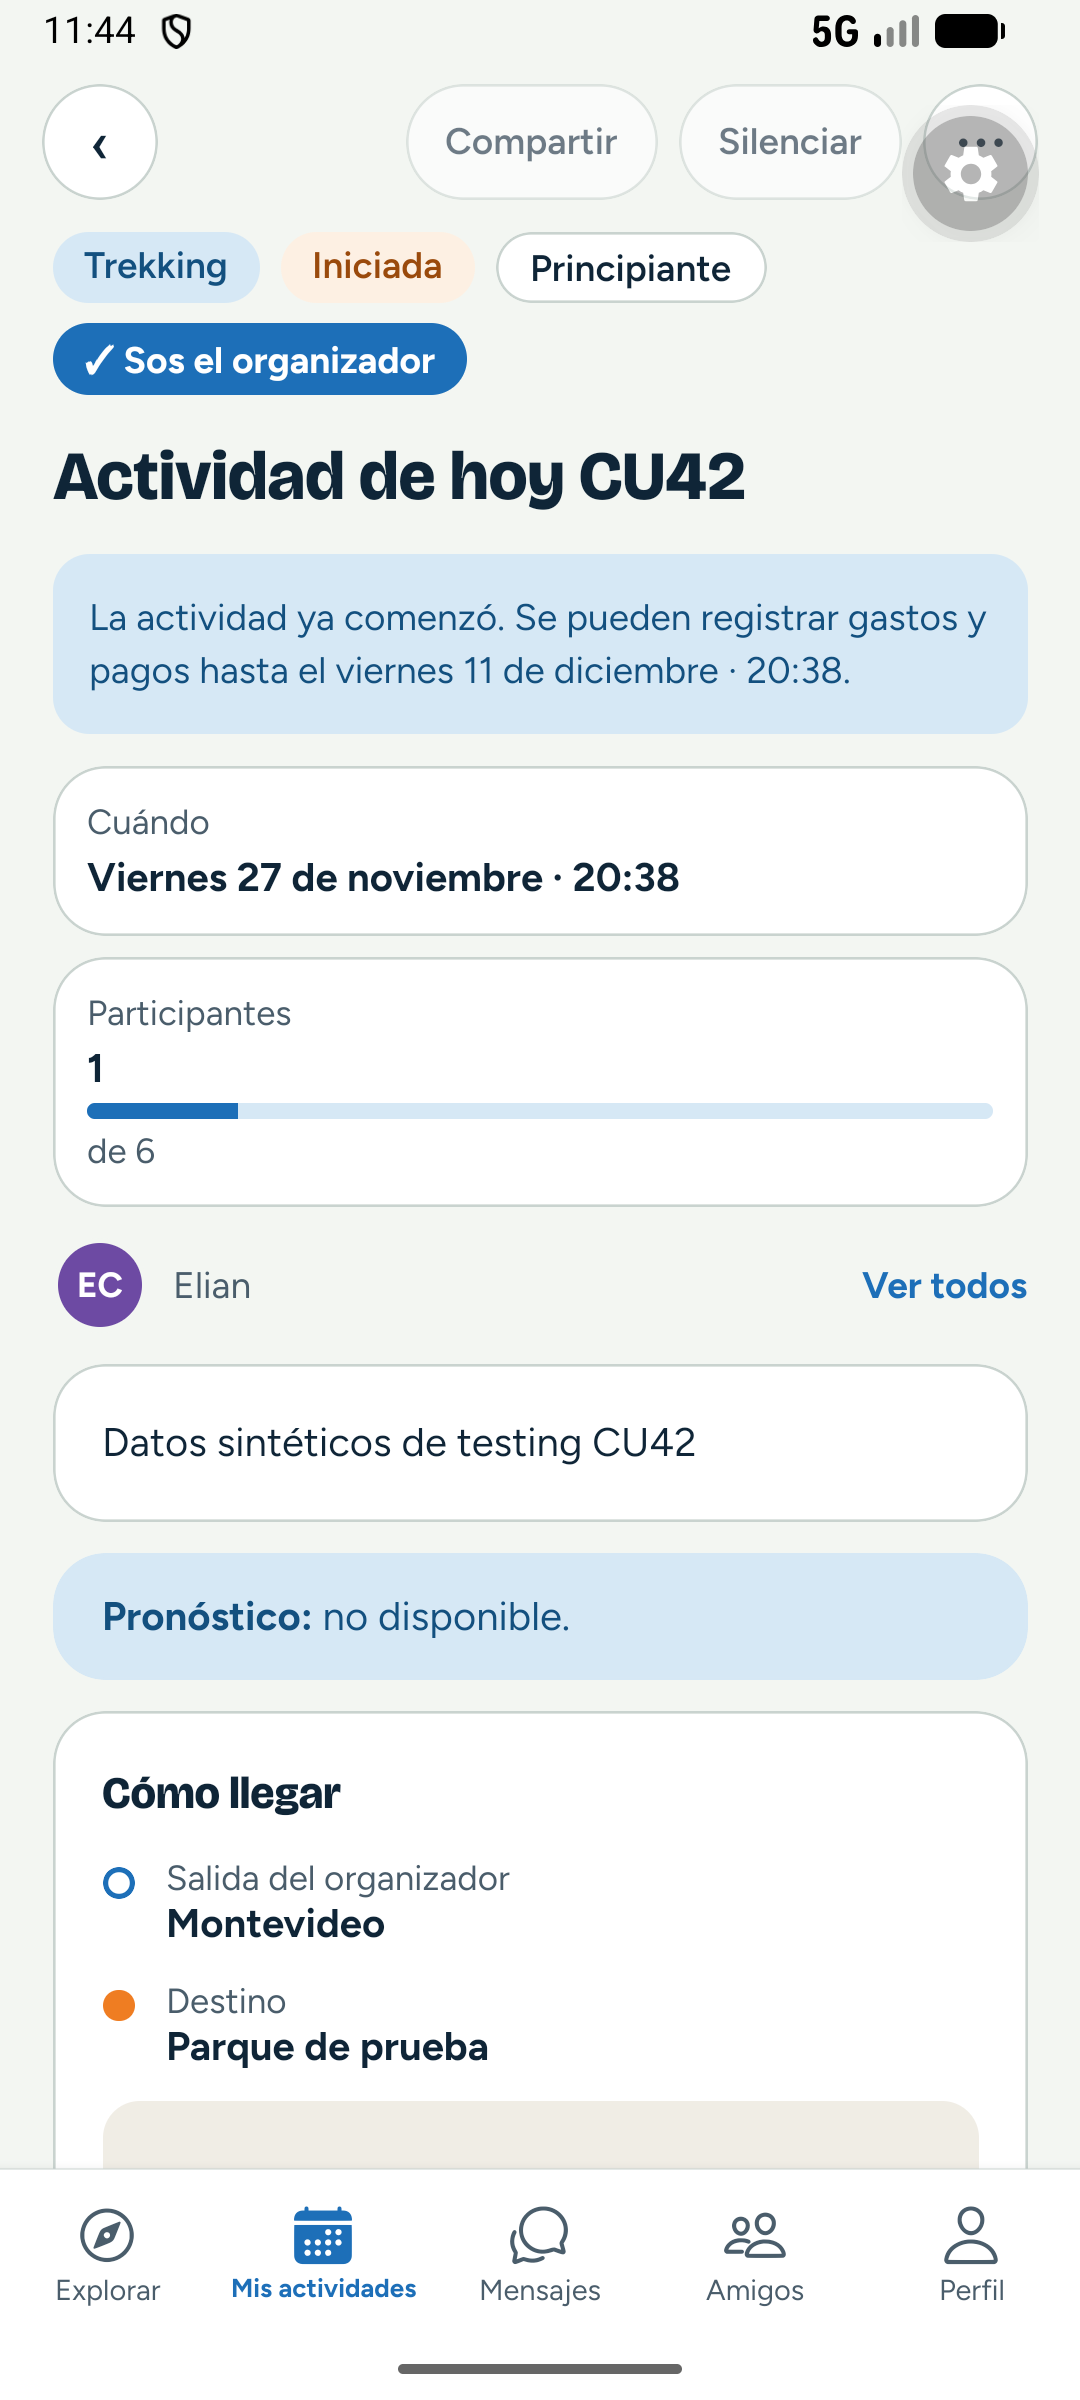 11:44
5G
Compartir
Silenciar
Trekking
Iniciada
Principiante
✓ Sos el organizador
Actividad de hoy CU42
La actividad ya comenzó. Se pueden registrar gastos y
pagos hasta el viernes 11 de diciembre · 20:38.
Cuándo
Viernes 27 de noviembre · 20:38
Participantes
1
de 6
EC
Elian
Ver todos
Datos sintéticos de testing CU42
Pronóstico: no disponible.
Cómo llegar
Salida del organizador
Montevideo
Destino
Parque de prueba
Explorar
Mis actividades
Mensajes
Amigos
Perfil